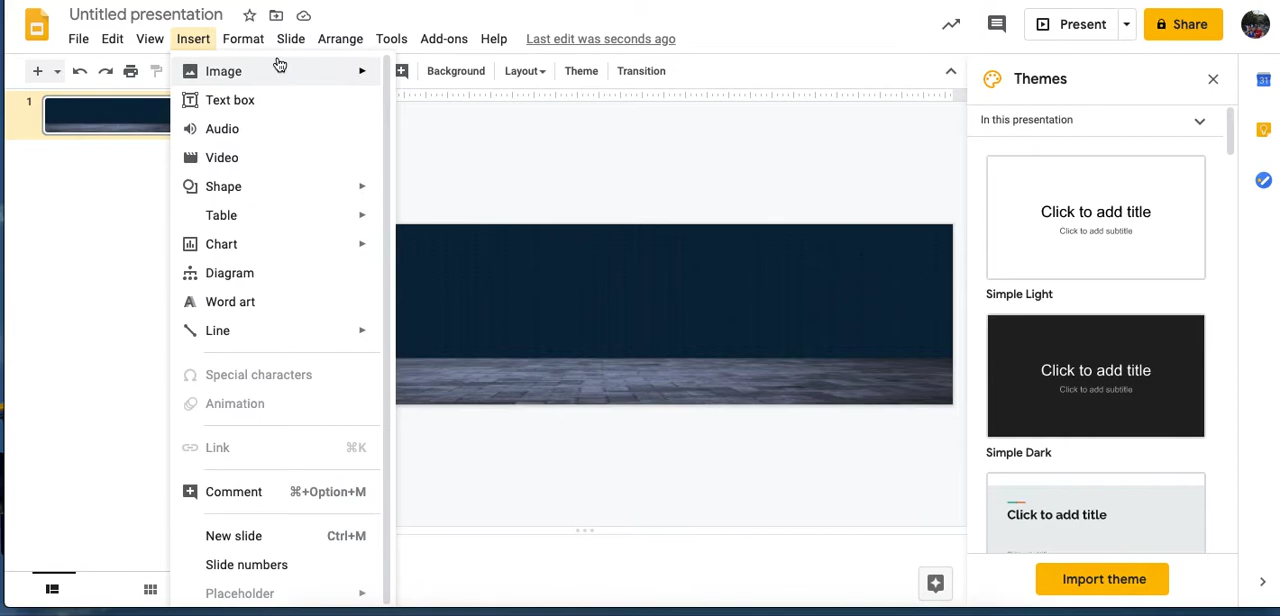 Untitled presentation
File Edit View Insert Format Slide Arrange Tools Add-ons Help Last edit was seconds ago
Present
Share
Background Layout Theme Transition
1
Image
Text box
Audio
Video
Shape
Table
Chart
Diagram
Word art
Line
Special characters
Animation
Link ⌘K
Comment ⌘+Option+M
New slide Ctrl+M
Slide numbers
Placeholder
Themes
In this presentation
Click to add title
Click to add subtitle
Simple Light
Click to add title
Click to add subtitle
Simple Dark
Click to add title
Import theme
31